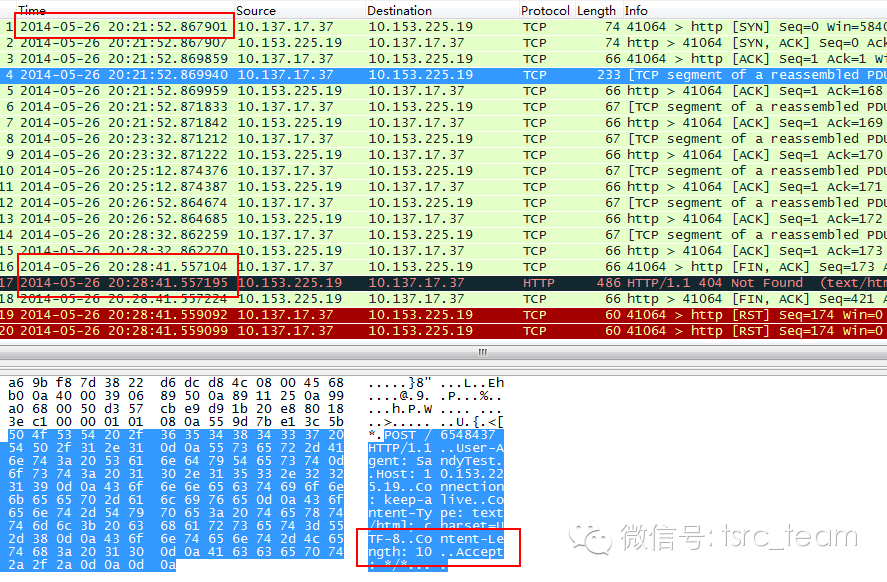 Time Source Destination Protocol Length Info
1 2014-05-26 20:21:52.867901 10.137.17.37 10.153.225.19 TCP 74 41064 > http [SYN] Seq=0 Win=5840
2 2014-05-26 20:21:52.867907 10.153.225.19 10.137.17.37 TCP 74 http > 41064 [SYN, ACK] Seq=0 Ack
3 2014-05-26 20:21:52.869859 10.137.17.37 10.153.225.19 TCP 66 41064 > http [ACK] Seq=1 Ack=1 Wi
4 2014-05-26 20:21:52.869940 10.137.17.37 10.153.225.19 TCP 233 [TCP segment of a reassembled PDU
5 2014-05-26 20:21:52.869959 10.153.225.19 10.137.17.37 TCP 66 http > 41064 [ACK] Seq=1 Ack=168
6 2014-05-26 20:21:52.871833 10.137.17.37 10.153.225.19 TCP 67 [TCP segment of a reassembled PDU
7 2014-05-26 20:21:52.871842 10.153.225.19 10.137.17.37 TCP 66 http > 41064 [ACK] Seq=1 Ack=169
8 2014-05-26 20:23:32.871212 10.137.17.37 10.153.225.19 TCP 67 [TCP segment of a reassembled PDU
9 2014-05-26 20:23:32.871222 10.153.225.19 10.137.17.37 TCP 66 http > 41064 [ACK] Seq=1 Ack=170
10 2014-05-26 20:25:12.874376 10.137.17.37 10.153.225.19 TCP 67 [TCP segment of a reassembled PDU
11 2014-05-26 20:25:12.874387 10.153.225.19 10.137.17.37 TCP 66 http > 41064 [ACK] Seq=1 Ack=171
12 2014-05-26 20:26:52.864674 10.137.17.37 10.153.225.19 TCP 67 [TCP segment of a reassembled PDU
13 2014-05-26 20:26:52.864685 10.153.225.19 10.137.17.37 TCP 66 http > 41064 [ACK] Seq=1 Ack=172
14 2014-05-26 20:28:32.862259 10.137.17.37 10.153.225.19 TCP 67 [TCP segment of a reassembled PDU
15 2014-05-26 20:28:32.862270 10.153.225.19 10.137.17.37 TCP 66 http > 41064 [ACK] Seq=1 Ack=173
16 2014-05-26 20:28:41.557104 10.137.17.37 10.153.225.19 TCP 66 41064 > http [FIN, ACK] Seq=173 A
17 2014-05-26 20:28:41.557195 10.153.225.19 10.137.17.37 HTTP 486 HTTP/1.1 404 Not Found (text/htm
18 2014-05-26 20:28:41.557224 10.153.225.19 10.137.17.37 TCP 66 http > 41064 [FIN, ACK] Seq=421 A
19 2014-05-26 20:28:41.559092 10.137.17.37 10.153.225.19 TCP 60 41064 > http [RST] Seq=174 Win=0
20 2014-05-26 20:28:41.559099 10.137.17.37 10.153.225.19 TCP 60 41064 > http [RST] Seq=174 Win=0
a6 9b f8 7d 38 22 d6 dc d8 4c 08 00 45 68 .....}8" ...L..Eh
b0 0a 40 00 39 06 89 50 0a 89 11 25 0a 99 ....@.9. .P...%..
a0 68 00 50 d3 57 cb e9 d9 1b 20 e8 80 18 ...h.P.W .... ...
3e c1 00 00 01 01 08 0a 55 9d 7b e1 3c 5b ..>..... ..U.{.<[
50 4f 53 54 20 2f 36 35 34 38 34 33 37 20 *.POST / 6548437
54 50 2f 31 2e 31 0d 0a 55 73 65 72 2d 41 HTTP/1.1 ..User-A
6e 74 3a 20 53 61 6e 64 79 54 65 73 74 0d gent: Sa ndyTest.
6f 73 74 3a 20 31 30 2e 31 35 33 2e 32 32 .Host: 1 0.153.22
31 39 0d 0a 43 6f 6e 6e 65 63 74 69 6f 6e 5.19..Co nnection
6b 65 65 70 2d 61 6c 69 76 65 0d 0a 43 6f : keep-a live..Co
65 6e 74 2d 54 79 70 65 3a 20 74 65 78 74 ntent-Ty pe: text
74 6d 6c 3b 20 63 68 61 72 73 65 74 3d 55 /html; c harset=U
2d 38 0d 0a 43 6f 6e 74 65 6e 74 2d 4c 65 TF-8..Co ntent-Le
74 68 3a 20 31 30 0d 0a 41 63 63 65 70 74 ngth: 10 ..Accept
2a 2f 2a 0d 0a 0d 0a : */*... .
微信号: tsrc_team